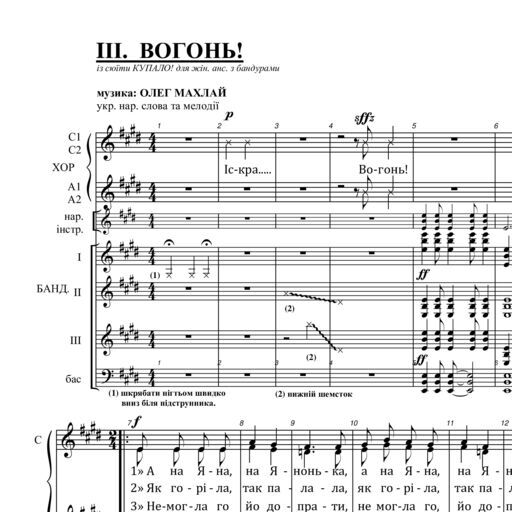 III. ВОГОНЬ!
із сюїти КУПАЛО! для жін. анс. з бандурами
музика: ОЛЕГ МАХЛАЙ
укр. нар. слова та мелодії
p sffz
1 2 3 4 5 6
С1
С2
ХОР
Іс-кра..... Во-гонь!
А1
А2
нар.
інстр.
I
(1) ff
БАНД. II
(2)
III
(2) ff
бас
(1) шкрябати нігтьом швидко
вниз біля підструнника.
(2) нижній шемсток
7 f 8 9 10 11 12
С
1» А на Я - на, на Я - нонь - ка, а на Я - на, на Я - н
2» Як го - рі - ла, так па - ла - ла, як го - рі - ла, так па - л
3» Не-мог-ла го йо до - пра - ти, не мог-ла го, йо до - п